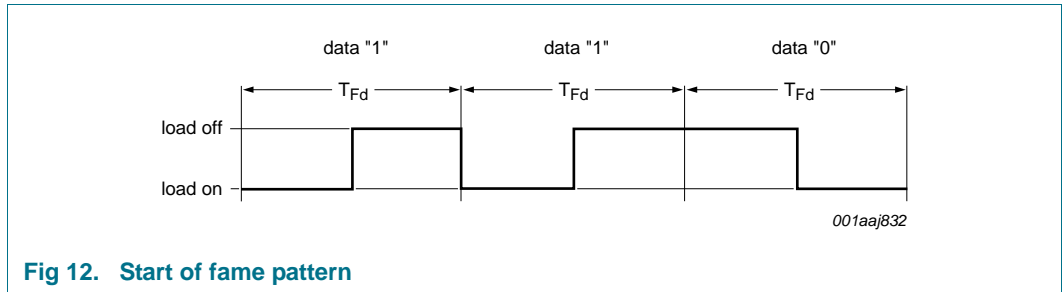 data "1" data "1" data "0"
TFd TFd TFd
load off
load on
001aaj832
Fig 12. Start of fame pattern